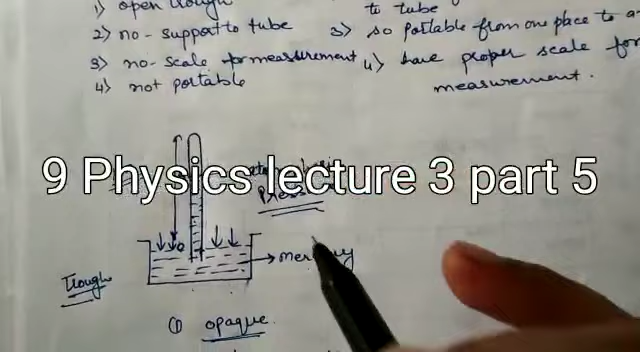 1) open trough
to tube
2) no - support to tube
3) so portable from one place to a
3) no - scale for measurement
4) have proper scale for
4) not portable
measurement.
9 Physics lecture 3 part 5
mercury
Trough
① opaque.